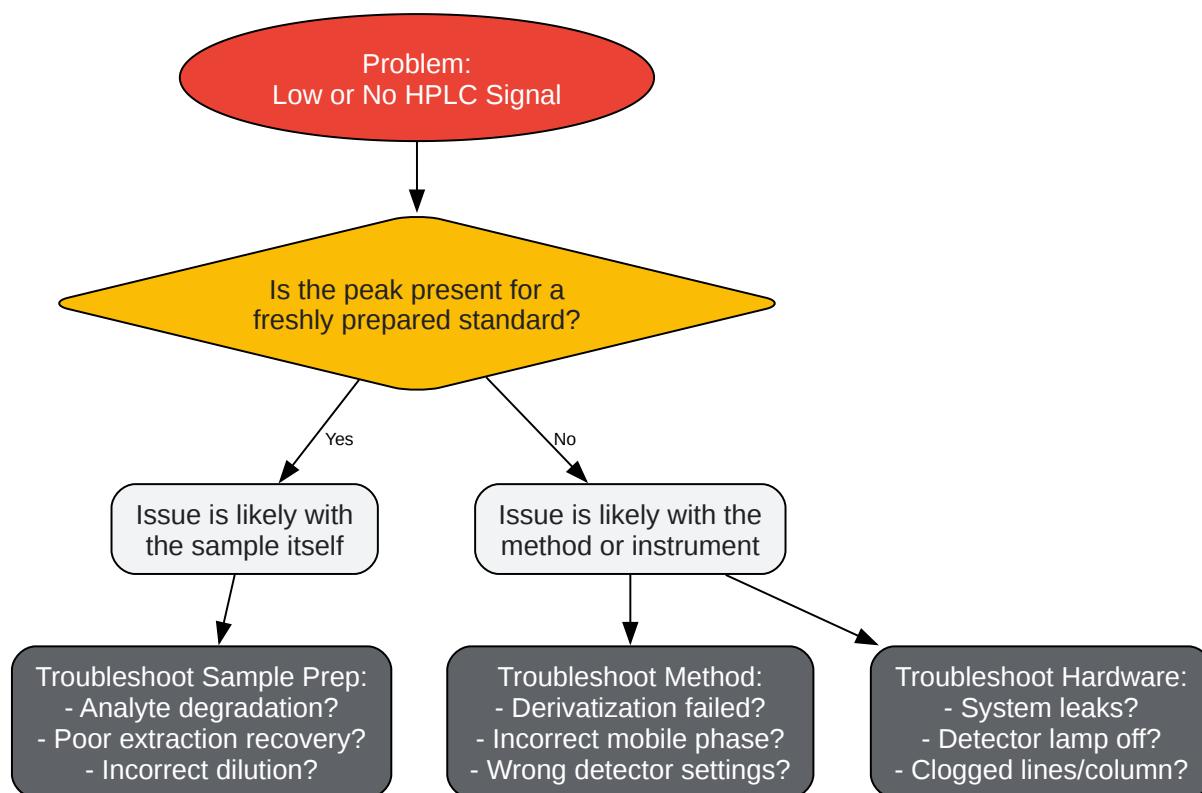 Problem:
Low or No HPLC Signal
Is the peak present for a
freshly prepared standard?
Yes
No
Issue is likely with
the sample itself
Issue is likely with the
method or instrument
Troubleshoot Sample Prep:
- Analyte degradation?
- Poor extraction recovery?
- Incorrect dilution?
Troubleshoot Method:
- Derivatization failed?
- Incorrect mobile phase?
- Wrong detector settings?
Troubleshoot Hardware:
- System leaks?
- Detector lamp off?
- Clogged lines/column?